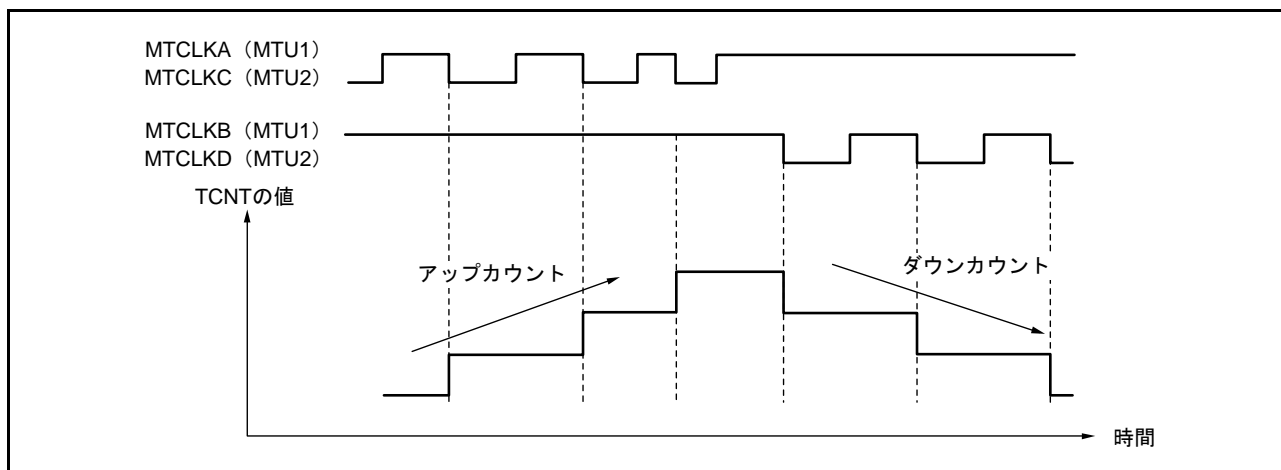 MTCLKA（MTU1）
MTCLKC（MTU2）
MTCLKB（MTU1）
MTCLKD（MTU2）
TCNTの値
アップカウント
ダウンカウント
時間